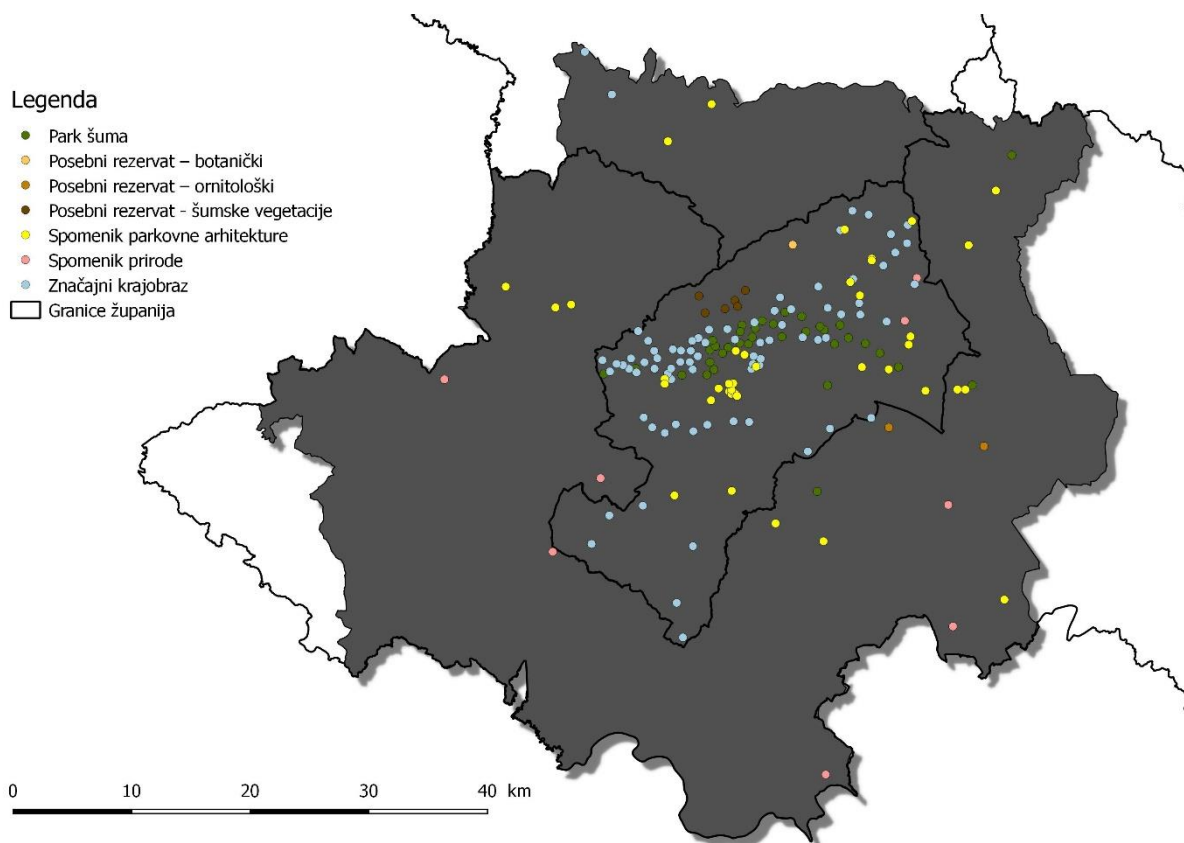 Legenda
Park šuma
Posebni rezervat – botanički
Posebni rezervat – ornitološki
Posebni rezervat - šumske vegetacije
Spomenik parkovne arhitekture
Spomenik prirode
Značajni krajobraz
Granice županija
0 10 20 30 40 km